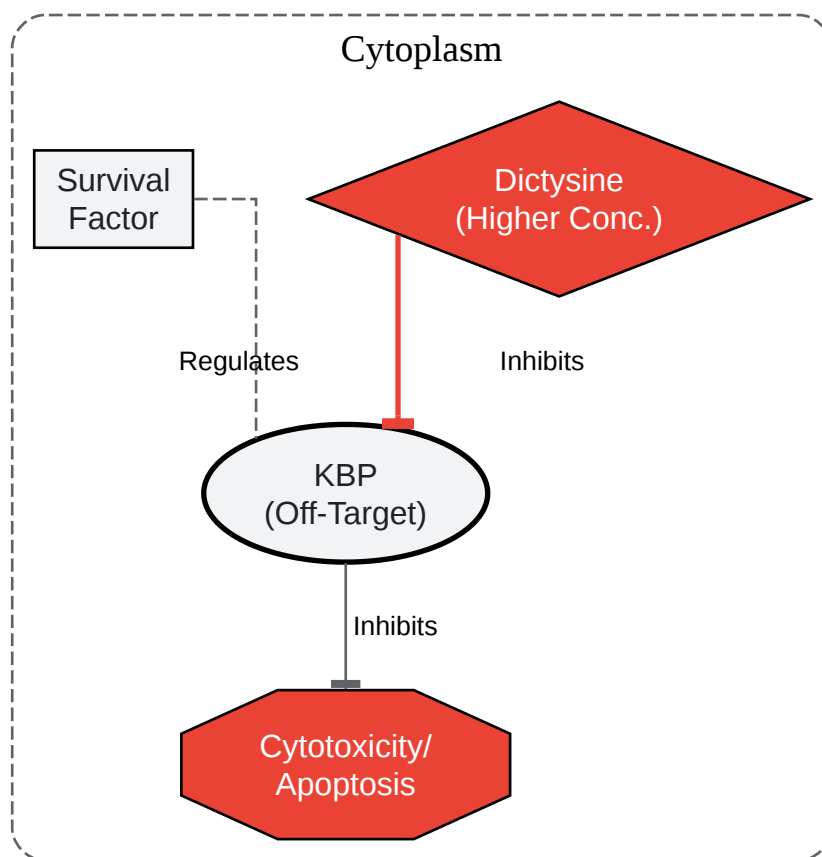 Cytoplasm
Survival
Factor
Dictysine
(Higher Conc.)
Regulates
Inhibits
KBP
(Off-Target)
Inhibits
Cytotoxicity/
Apoptosis